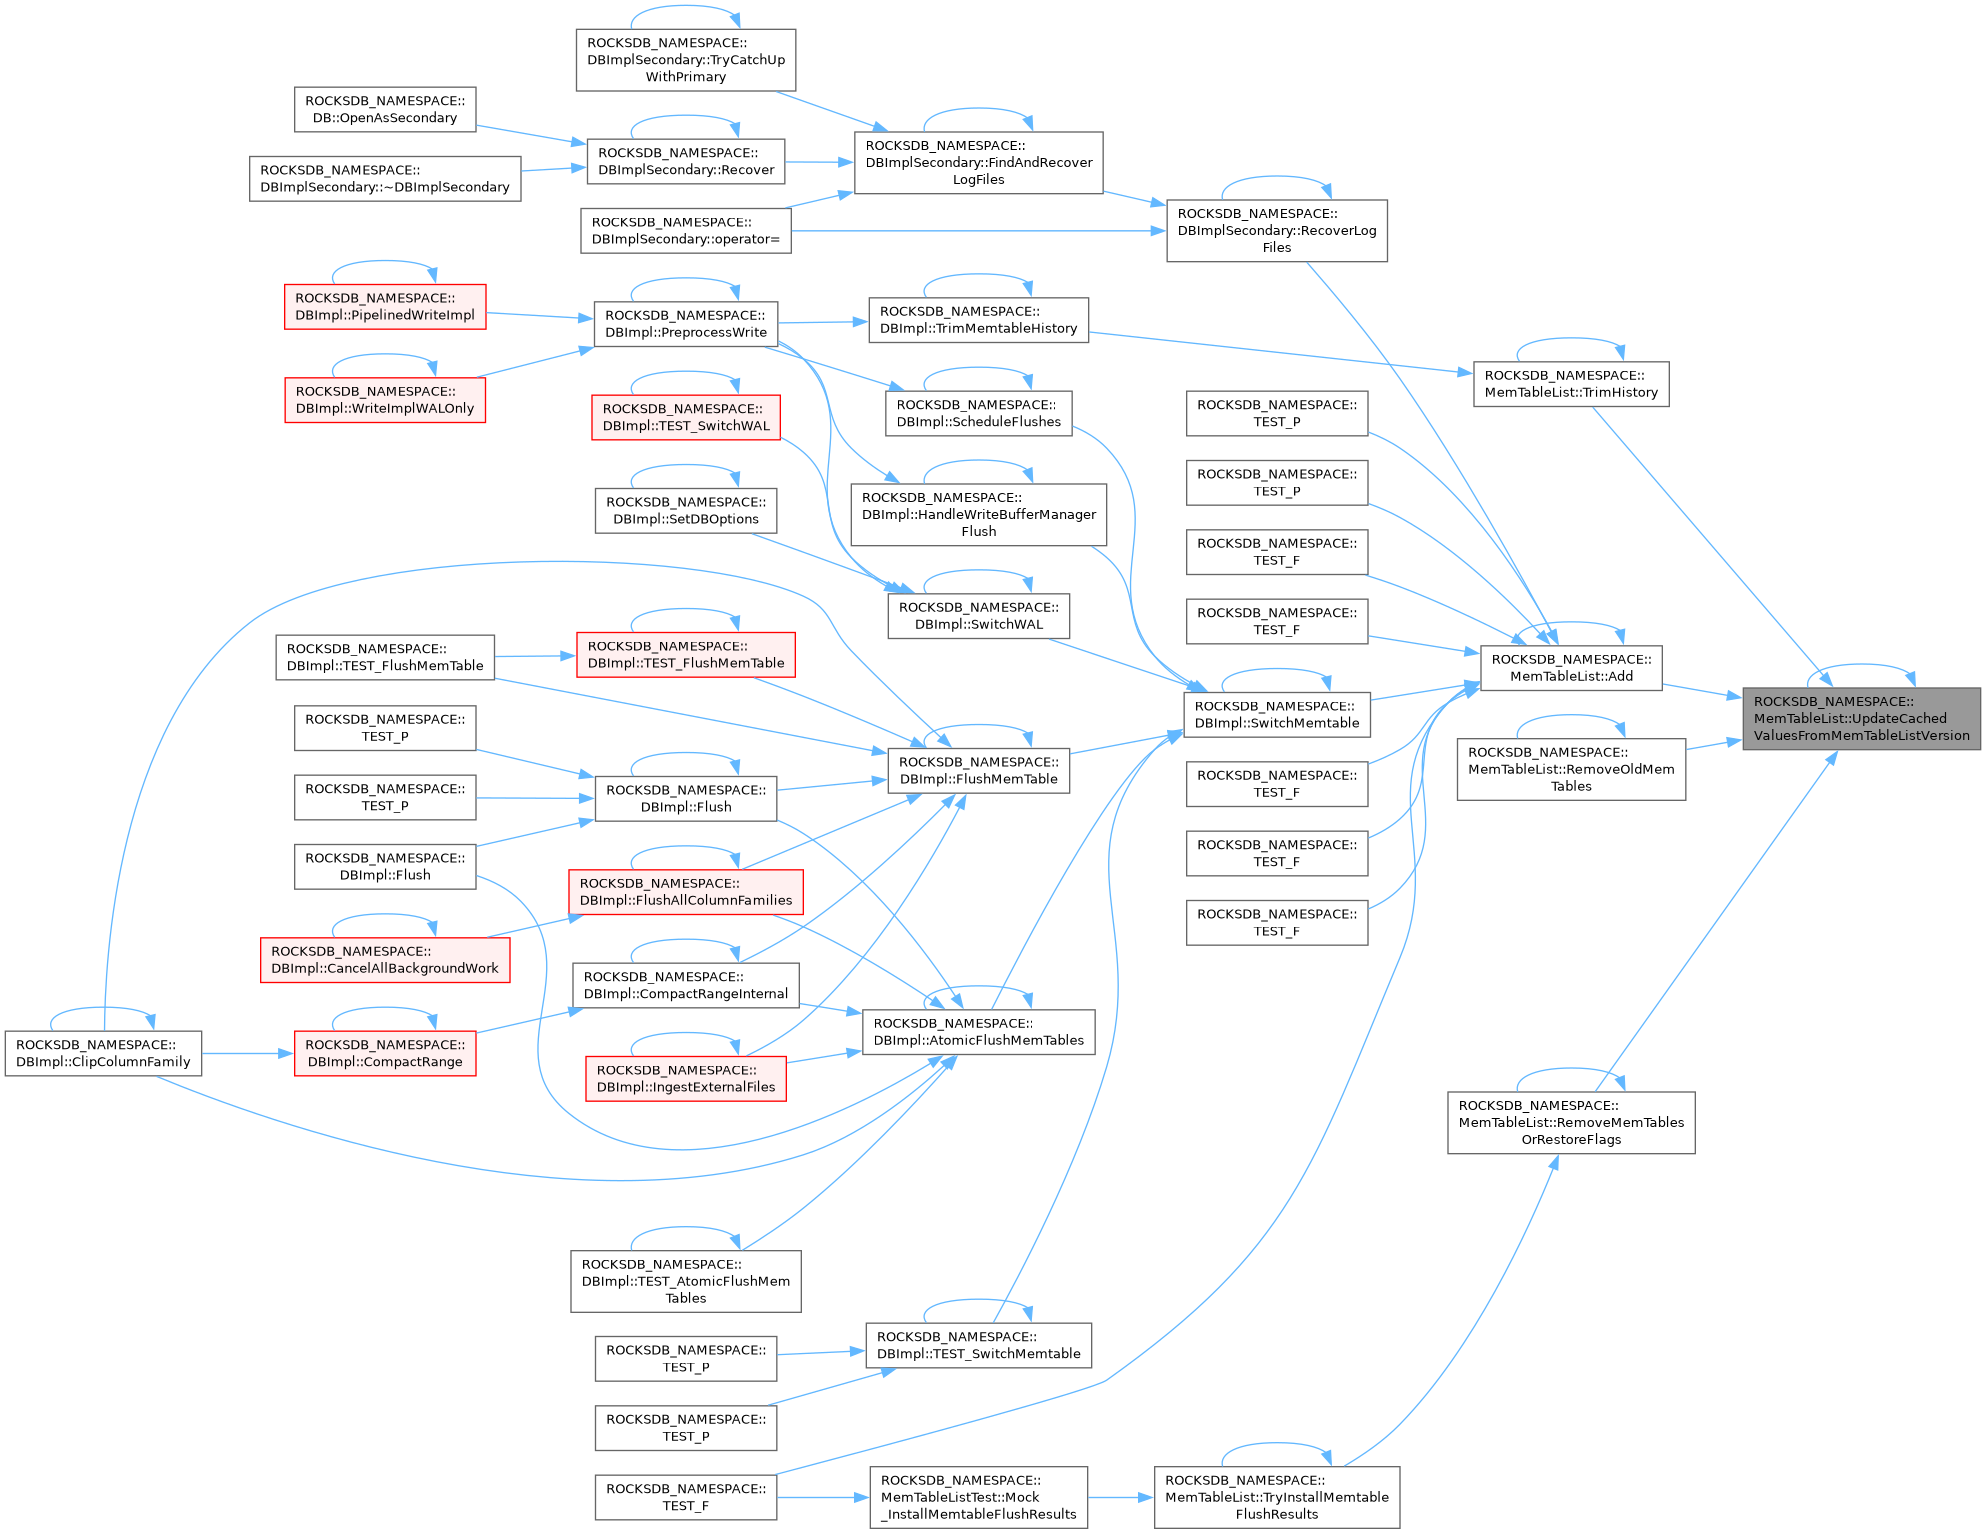 ROCKSDB_NAMESPACE::
DBImplSecondary::TryCatchUp
WithPrimary
ROCKSDB_NAMESPACE::
DB::OpenAsSecondary
ROCKSDB_NAMESPACE::
DBImplSecondary::Recover
ROCKSDB_NAMESPACE::
DBImplSecondary::FindAndRecover
LogFiles
ROCKSDB_NAMESPACE::
DBImplSecondary::~DBImplSecondary
ROCKSDB_NAMESPACE::
DBImplSecondary::operator=
ROCKSDB_NAMESPACE::
DBImplSecondary::RecoverLog
Files
ROCKSDB_NAMESPACE::
DBImpl::PipelinedWriteImpl
ROCKSDB_NAMESPACE::
DBImpl::PreprocessWrite
ROCKSDB_NAMESPACE::
DBImpl::TrimMemtableHistory
ROCKSDB_NAMESPACE::
DBImpl::WriteImplWALOnly
ROCKSDB_NAMESPACE::
MemTableList::TrimHistory
ROCKSDB_NAMESPACE::
DBImpl::TEST_SwitchWAL
ROCKSDB_NAMESPACE::
DBImpl::ScheduleFlushes
ROCKSDB_NAMESPACE::
TEST_P
ROCKSDB_NAMESPACE::
TEST_P
ROCKSDB_NAMESPACE::
DBImpl::SetDBOptions
ROCKSDB_NAMESPACE::
DBImpl::HandleWriteBufferManager
Flush
ROCKSDB_NAMESPACE::
TEST_F
ROCKSDB_NAMESPACE::
DBImpl::SwitchWAL
ROCKSDB_NAMESPACE::
TEST_F
ROCKSDB_NAMESPACE::
DBImpl::TEST_FlushMemTable
ROCKSDB_NAMESPACE::
DBImpl::TEST_FlushMemTable
ROCKSDB_NAMESPACE::
MemTableList::Add
ROCKSDB_NAMESPACE::
DBImpl::SwitchMemtable
ROCKSDB_NAMESPACE::
MemTableList::UpdateCached
ValuesFromMemTableListVersion
ROCKSDB_NAMESPACE::
TEST_P
ROCKSDB_NAMESPACE::
DBImpl::FlushMemTable
ROCKSDB_NAMESPACE::
MemTableList::RemoveOldMem
Tables
ROCKSDB_NAMESPACE::
TEST_F
ROCKSDB_NAMESPACE::
TEST_P
ROCKSDB_NAMESPACE::
DBImpl::Flush
ROCKSDB_NAMESPACE::
TEST_F
ROCKSDB_NAMESPACE::
DBImpl::Flush
ROCKSDB_NAMESPACE::
DBImpl::FlushAllColumnFamilies
ROCKSDB_NAMESPACE::
TEST_F
ROCKSDB_NAMESPACE::
DBImpl::CancelAllBackgroundWork
ROCKSDB_NAMESPACE::
DBImpl::CompactRangeInternal
ROCKSDB_NAMESPACE::
DBImpl::AtomicFlushMemTables
ROCKSDB_NAMESPACE::
DBImpl::ClipColumnFamily
ROCKSDB_NAMESPACE::
DBImpl::CompactRange
ROCKSDB_NAMESPACE::
DBImpl::IngestExternalFiles
ROCKSDB_NAMESPACE::
MemTableList::RemoveMemTables
OrRestoreFlags
ROCKSDB_NAMESPACE::
DBImpl::TEST_AtomicFlushMem
Tables
ROCKSDB_NAMESPACE::
DBImpl::TEST_SwitchMemtable
ROCKSDB_NAMESPACE::
TEST_P
ROCKSDB_NAMESPACE::
TEST_P
ROCKSDB_NAMESPACE::
TEST_F
ROCKSDB_NAMESPACE::
MemTableListTest::Mock
_InstallMemtableFlushResults
ROCKSDB_NAMESPACE::
MemTableList::TryInstallMemtable
FlushResults